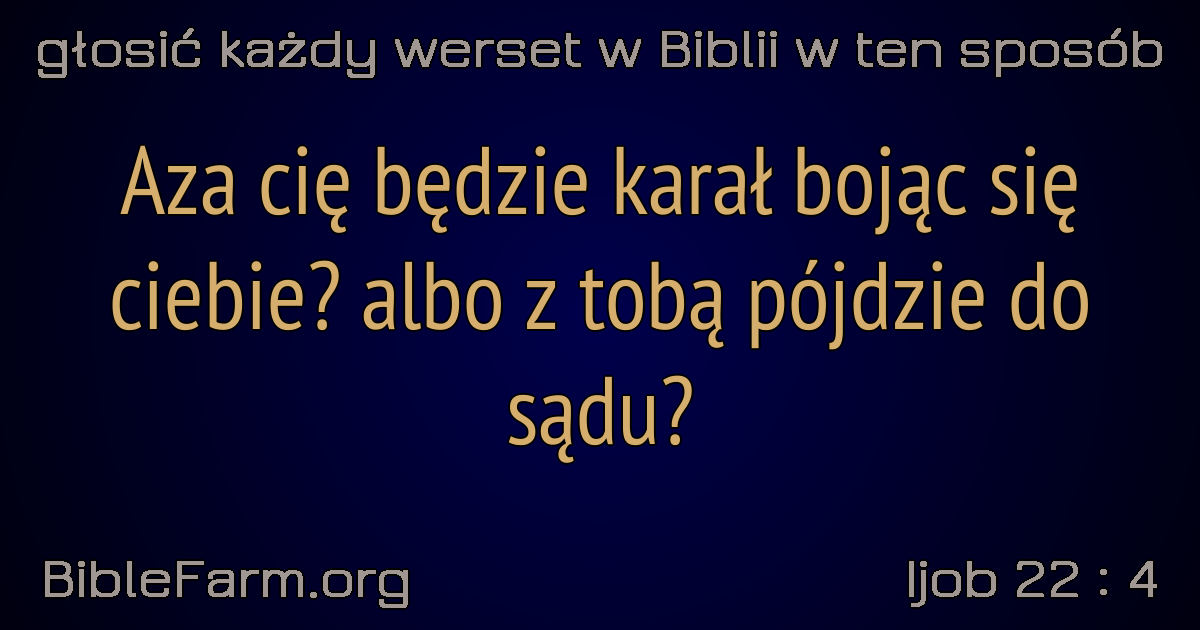 głosić każdy werset w Biblii w ten sposób
Aza cię będzie karał bojąc się
ciebie? albo z tobą pójdzie do
sądu?
BibleFarm.org
Ijob 22 : 4